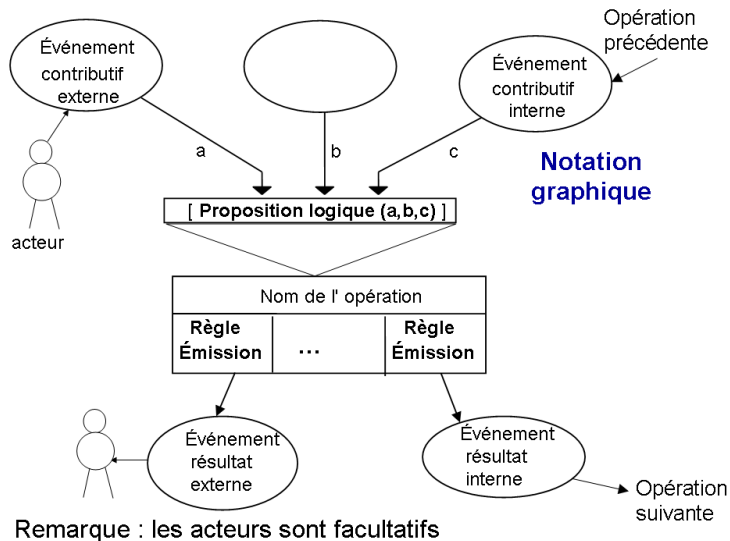 Événement
contributif
externe
Événement
contributif
interne
Opération
précédente
a
b
c
Notation
graphique
acteur
[ Proposition logique (a,b,c) ]
Nom de l' opération
Règle
Émission
...
Règle
Émission
Événement
résultat
externe
Événement
résultat
interne
Opération
suivante
Remarque : les acteurs sont facultatifs